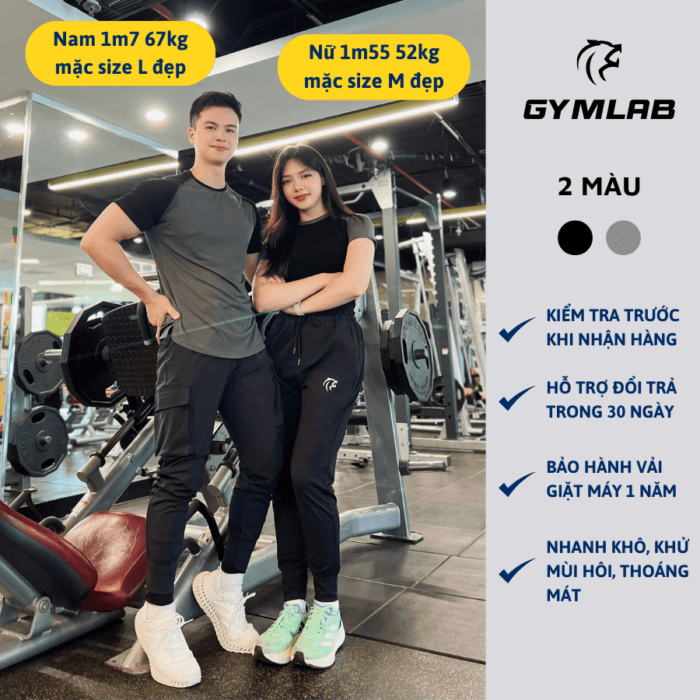 Nam 1m7 67kg
mặc size L đẹp
Nữ 1m55 52kg
mặc size M đẹp
GYMLAB
2 MÀU
KIỂM TRA TRƯỚC
KHI NHẬN HÀNG
HỖ TRỢ ĐỔI TRẢ
TRONG 30 NGÀY
BẢO HÀNH VẢI
GIẶT MÁY 1 NĂM
NHANH KHÔ, KHỬ
MÙI HÔI, THOÁNG
MÁT